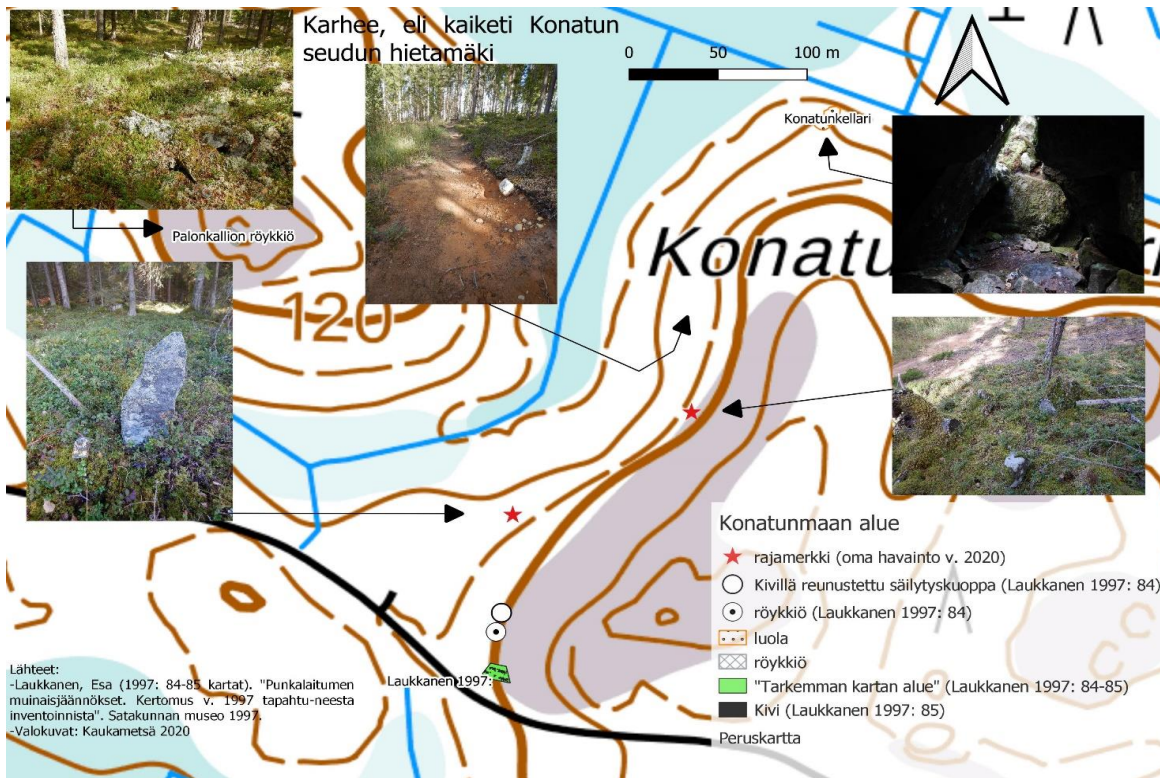 Karhee, eli kaiketi Konatun
seudun hietamäki
0 50 100 m
Konatunkellari
Palonkallion röykkiö
Konatu
120
Konatunmaan alue
rajamerkki (oma havainto v. 2020)
Kivillä reunustettu säilytyskuoppa (Laukkanen 1997: 84)
röykkiö (Laukkanen 1997: 84)
luola
röykkiö
"Tarkemman kartan alue" (Laukkanen 1997: 84-85)
Kivi (Laukkanen 1997: 85)
Peruskartta
Laukkanen 1997:
Lähteet:
-Laukkanen, Esa (1997: 84-85 kartat). "Punkalaitumen
muinaisjäännökset. Kertomus v. 1997 tapahtu-neesta
inventoinnista". Satakunnan museo 1997.
-Valokuvat: Kaukametsä 2020